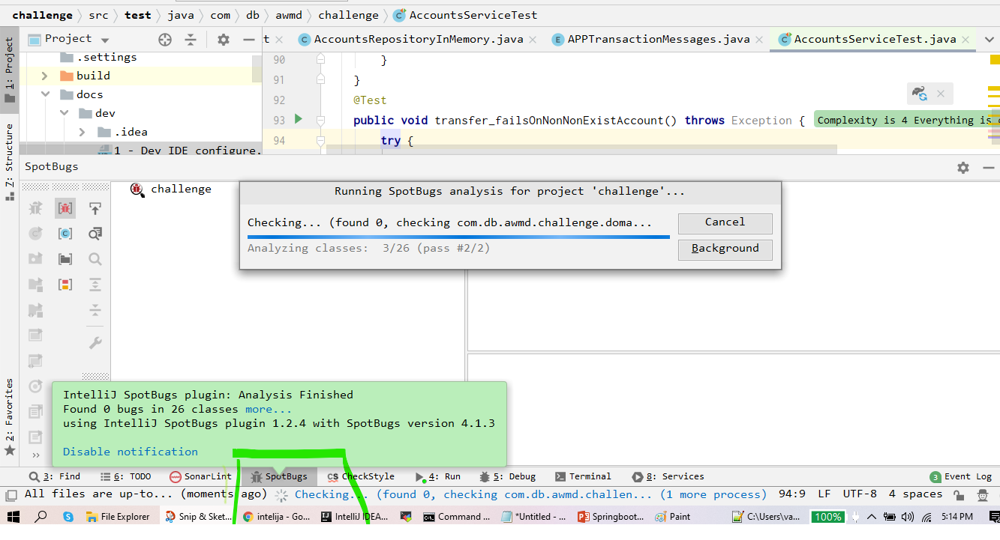 challenge src test java com db awmd challenge AccountsServiceTest
1: Project
Project
t AccountsRepositoryInMemory.java APPTransactionMessages.java AccountsServiceTest.java
.settings
build
docs
dev
.idea
1 - Dev IDE configure.
90 }
91 }
92 @Test
93 public void transfer_failsOnNonNonExistAccount() throws Exception { Complexity is 4 Everything is
94 try {
Z: Structure
SpotBugs
challenge
Running SpotBugs analysis for project 'challenge'...
Checking... (found 0, checking com.db.awmd.challenge.doma...
Cancel
Analyzing classes: 3/26 (pass #2/2)
Background
2: Favorites
IntelliJ SpotBugs plugin: Analysis Finished
Found 0 bugs in 26 classes more...
using IntelliJ SpotBugs plugin 1.2.4 with SpotBugs version 4.1.3
Disable notification
3: Find 6: TODO SonarLint SpotBugs CS CheckStyle 4: Run 5: Debug Terminal 8: Services 3 Event Log
All files are up-to... (moments ago) Checking... (found 0, checking com.db.awmd.challen... (1 more process) 94:9 LF UTF-8 4 spaces
File Explorer Snip & Sket... intelija - Go... IntelliJ IDEA... Command ... *Untitled - ... Springboot... Paint C:\Users\va... 100% 5:14 PM